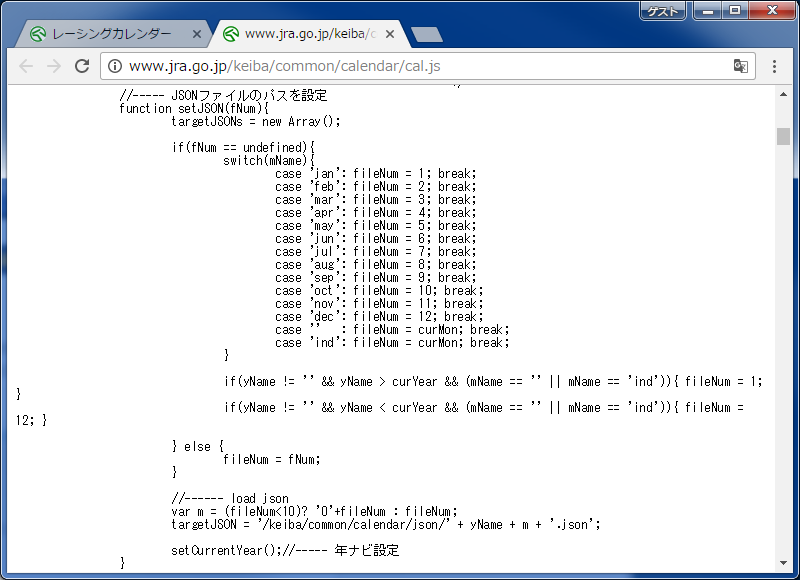 ゲスト
レーシングカレンダー
www.jra.go.jp/keiba/c
www.jra.go.jp/keiba/common/calendar/cal.js
//----- JSONファイルのパスを設定
function setJSON(fNum){
targetJSONs = new Array();
if(fNum == undefined){
switch(mName){
case 'jan': fileNum = 1; break;
case 'feb': fileNum = 2; break;
case 'mar': fileNum = 3; break;
case 'apr': fileNum = 4; break;
case 'may': fileNum = 5; break;
case 'jun': fileNum = 6; break;
case 'jul': fileNum = 7; break;
case 'aug': fileNum = 8; break;
case 'sep': fileNum = 9; break;
case 'oct': fileNum = 10; break;
case 'nov': fileNum = 11; break;
case 'dec': fileNum = 12; break;
case ''   : fileNum = curMon; break;
case 'ind': fileNum = curMon; break;
}
if(yName != '' && yName > curYear && (mName == '' || mName == 'ind')){ fileNum = 1;
}
if(yName != '' && yName < curYear && (mName == '' || mName == 'ind')){ fileNum =
12; }
} else {
fileNum = fNum;
}
//------ load json
var m = (fileNum<10)? '0'+fileNum : fileNum;
targetJSON = '/keiba/common/calendar/json/' + yName + m + '.json';
setCurrentYear();//----- 年ナビ設定
}